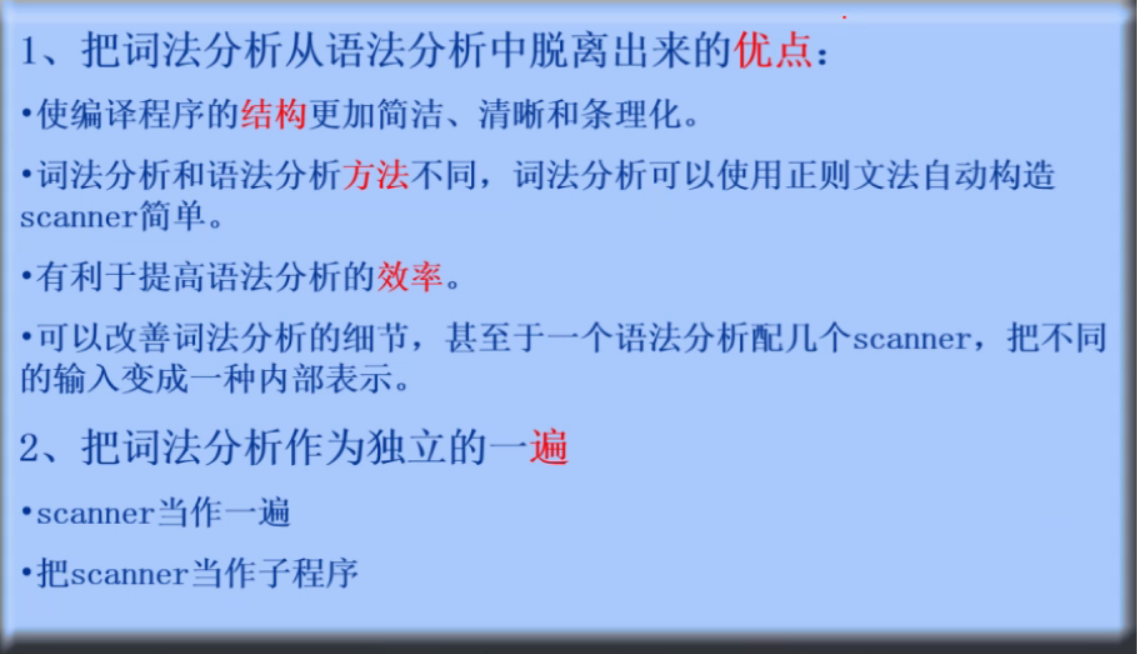 1、把词法分析从语法分析中脱离出来的优点:
•使编译程序的结构更加简洁、清晰和条理化。
•词法分析和语法分析方法不同，词法分析可以使用正则文法自动构造
scanner简单。
•有利于提高语法分析的效率。
•可以改善词法分析的细节，甚至于一个语法分析配几个scanner，把不同
的输入变成一种内部表示。
2、把词法分析作为独立的一遍
•scanner当作一遍
•把scanner当作子程序